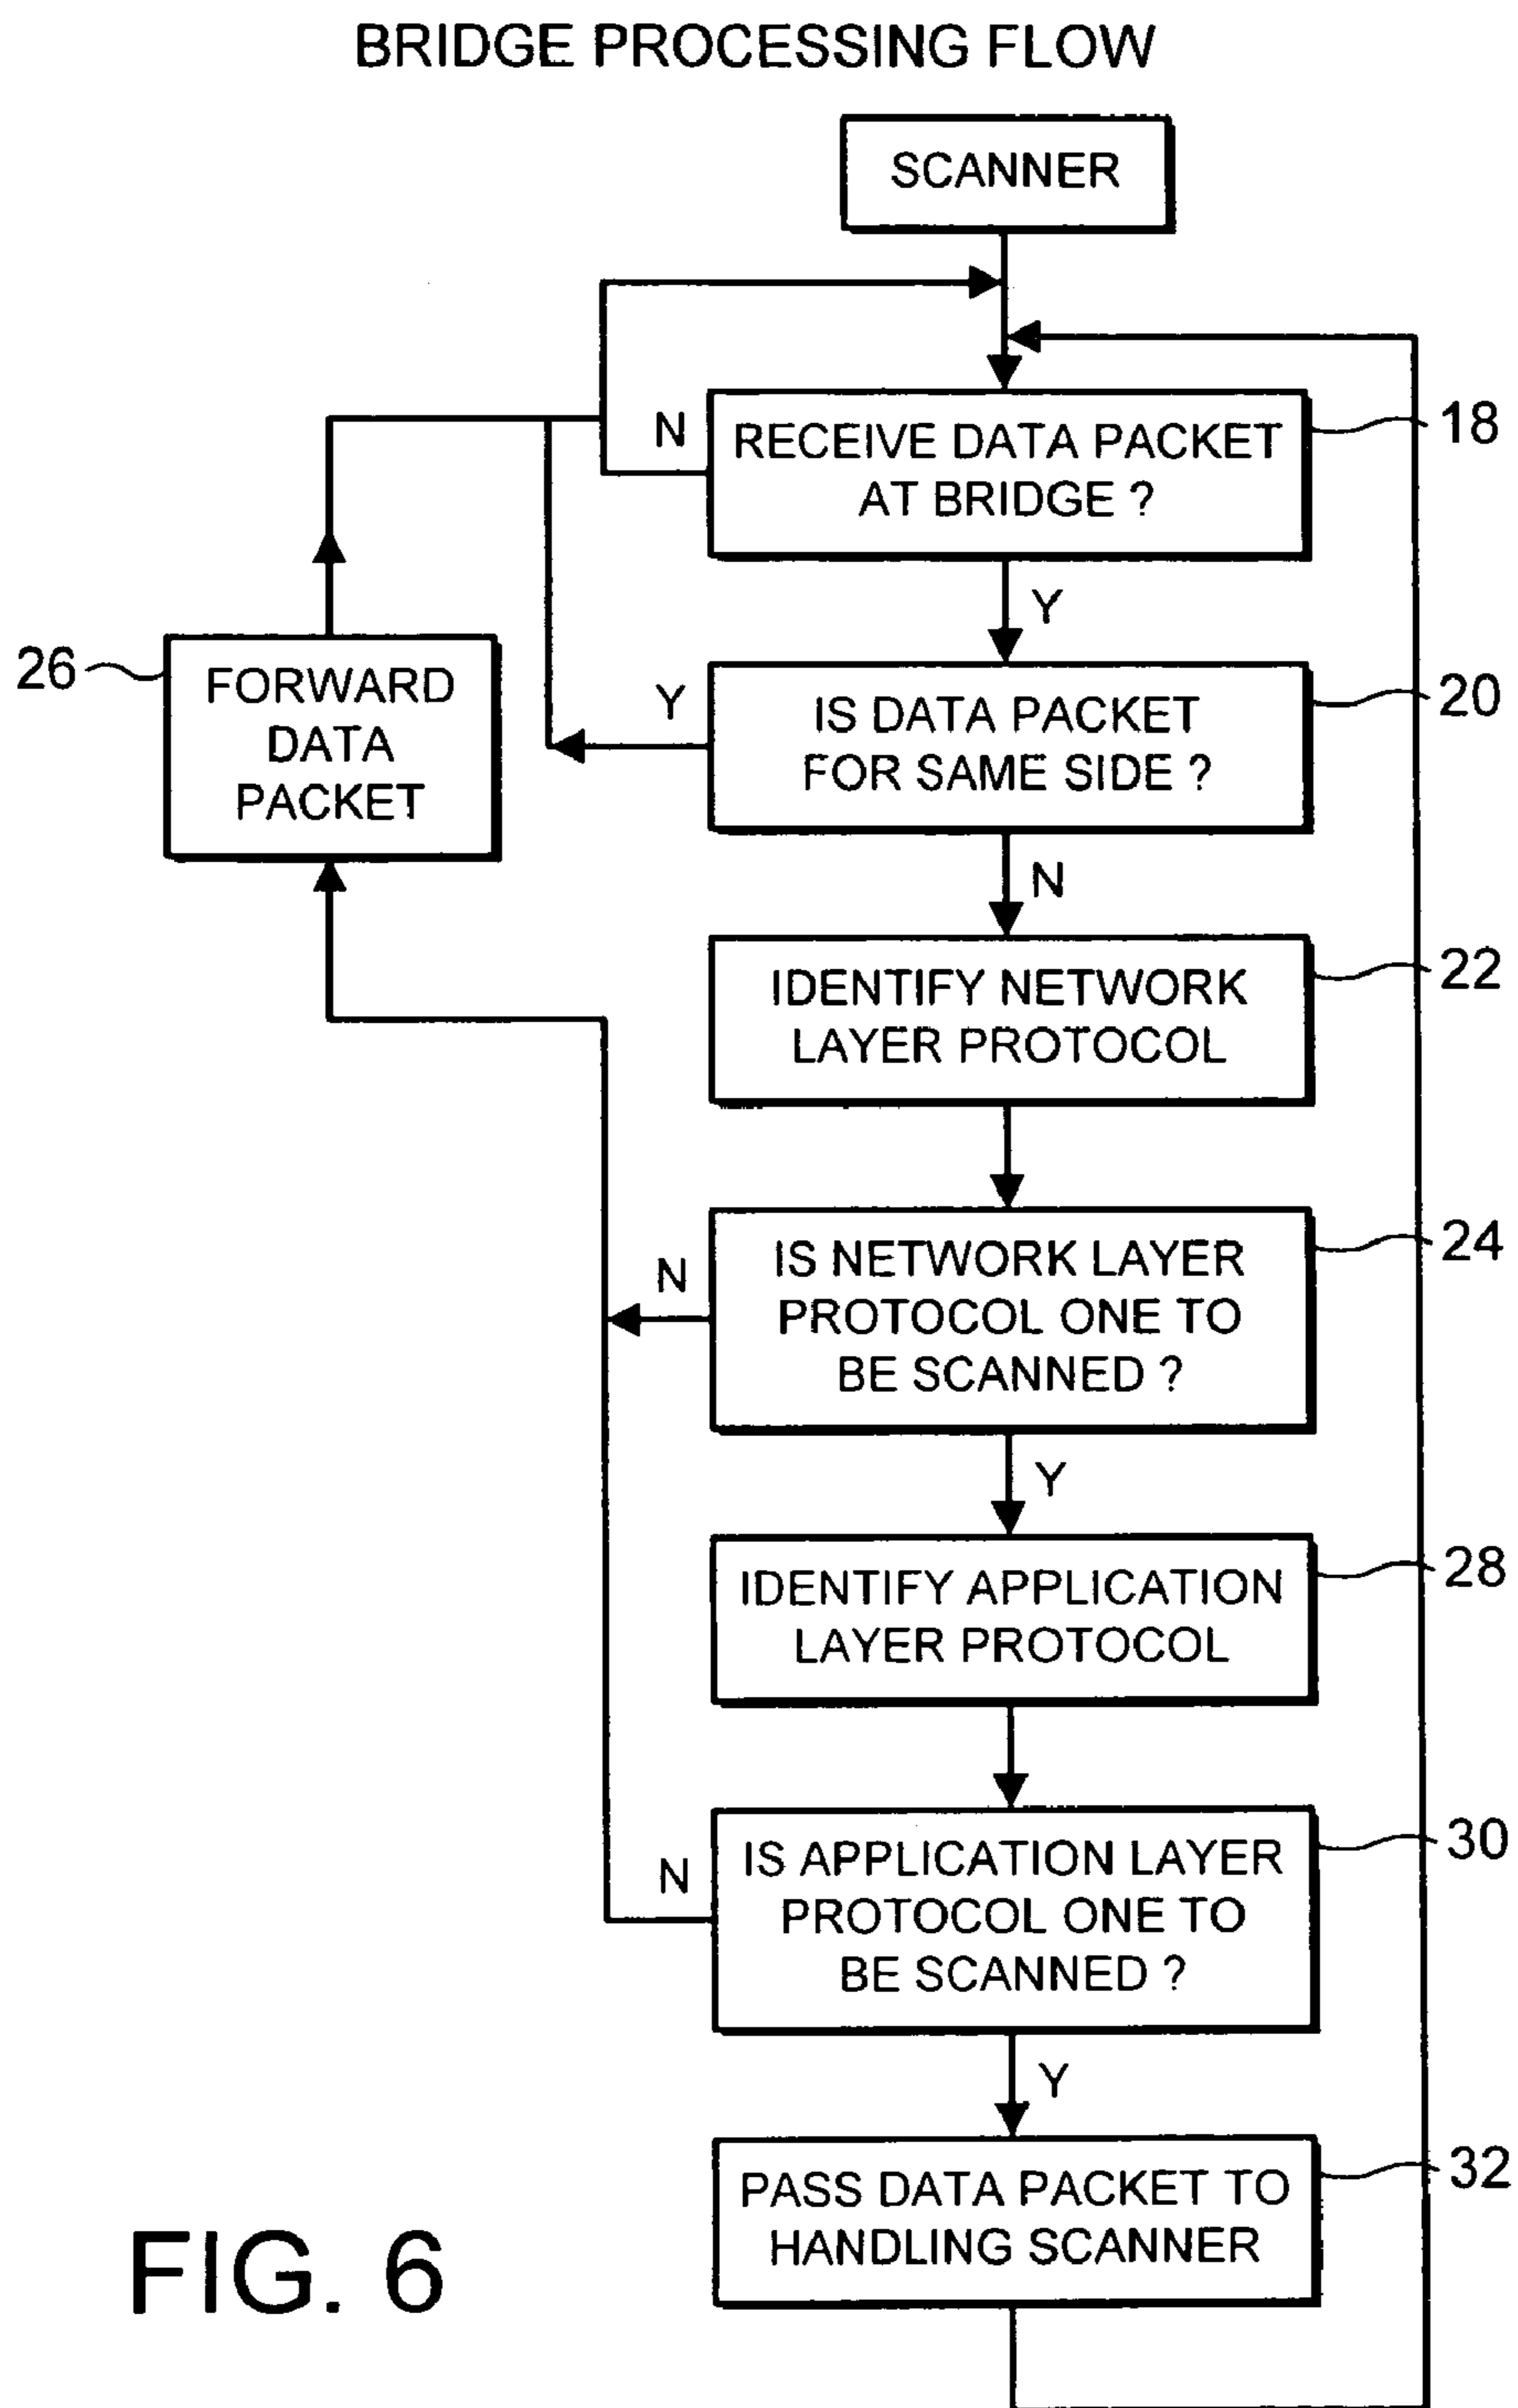 BRIDGE PROCESSING FLOW
SCANNER
N
RECEIVE DATA PACKET
AT BRIDGE ?
18
Y
26
FORWARD
DATA
PACKET
Y
IS DATA PACKET
FOR SAME SIDE ?
20
N
IDENTIFY NETWORK
LAYER PROTOCOL
22
N
IS NETWORK LAYER
PROTOCOL ONE TO
BE SCANNED ?
24
Y
IDENTIFY APPLICATION
LAYER PROTOCOL
28
N
IS APPLICATION LAYER
PROTOCOL ONE TO
BE SCANNED ?
30
Y
PASS DATA PACKET TO
HANDLING SCANNER
32
FIG. 6